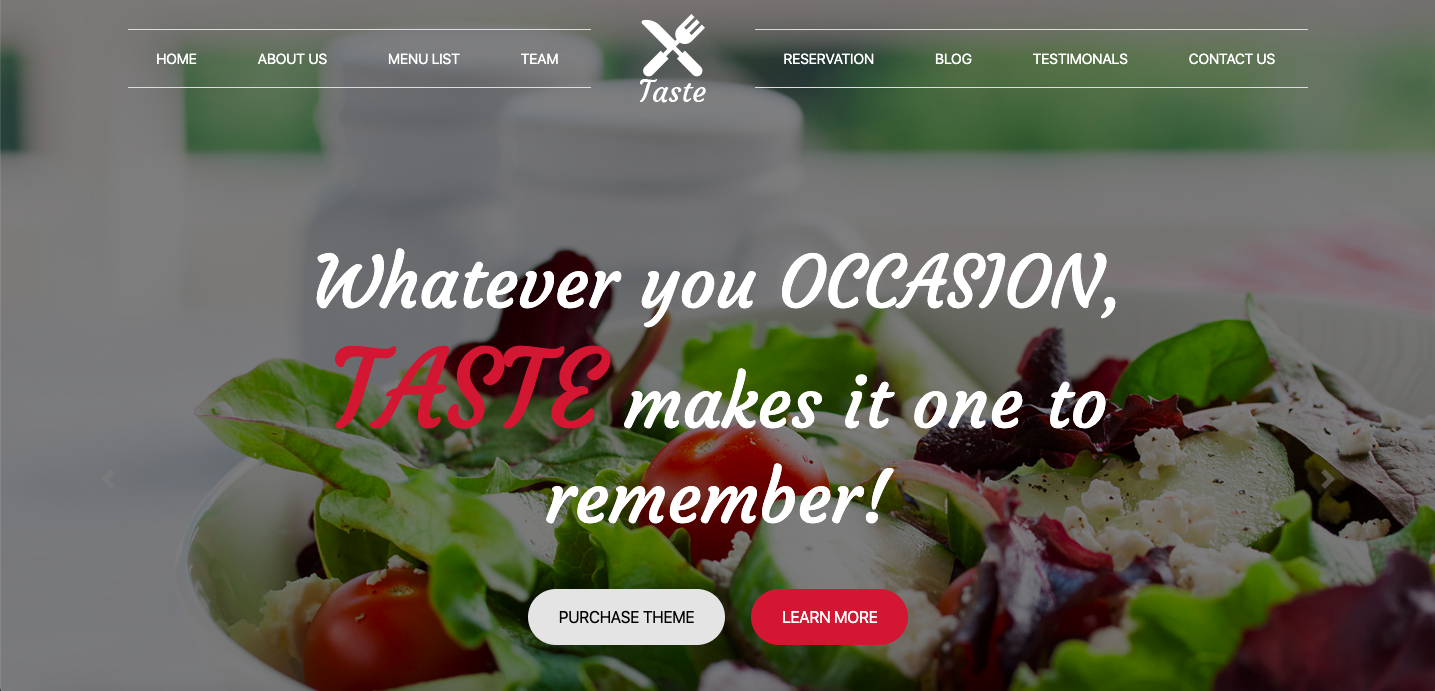 HOME ABOUT US MENU LIST TEAM
Taste
RESERVATION BLOG TESTIMONALS CONTACT US
Whatever you OCCASION,
TASTE makes it one to
remember!
PURCHASE THEME LEARN MORE